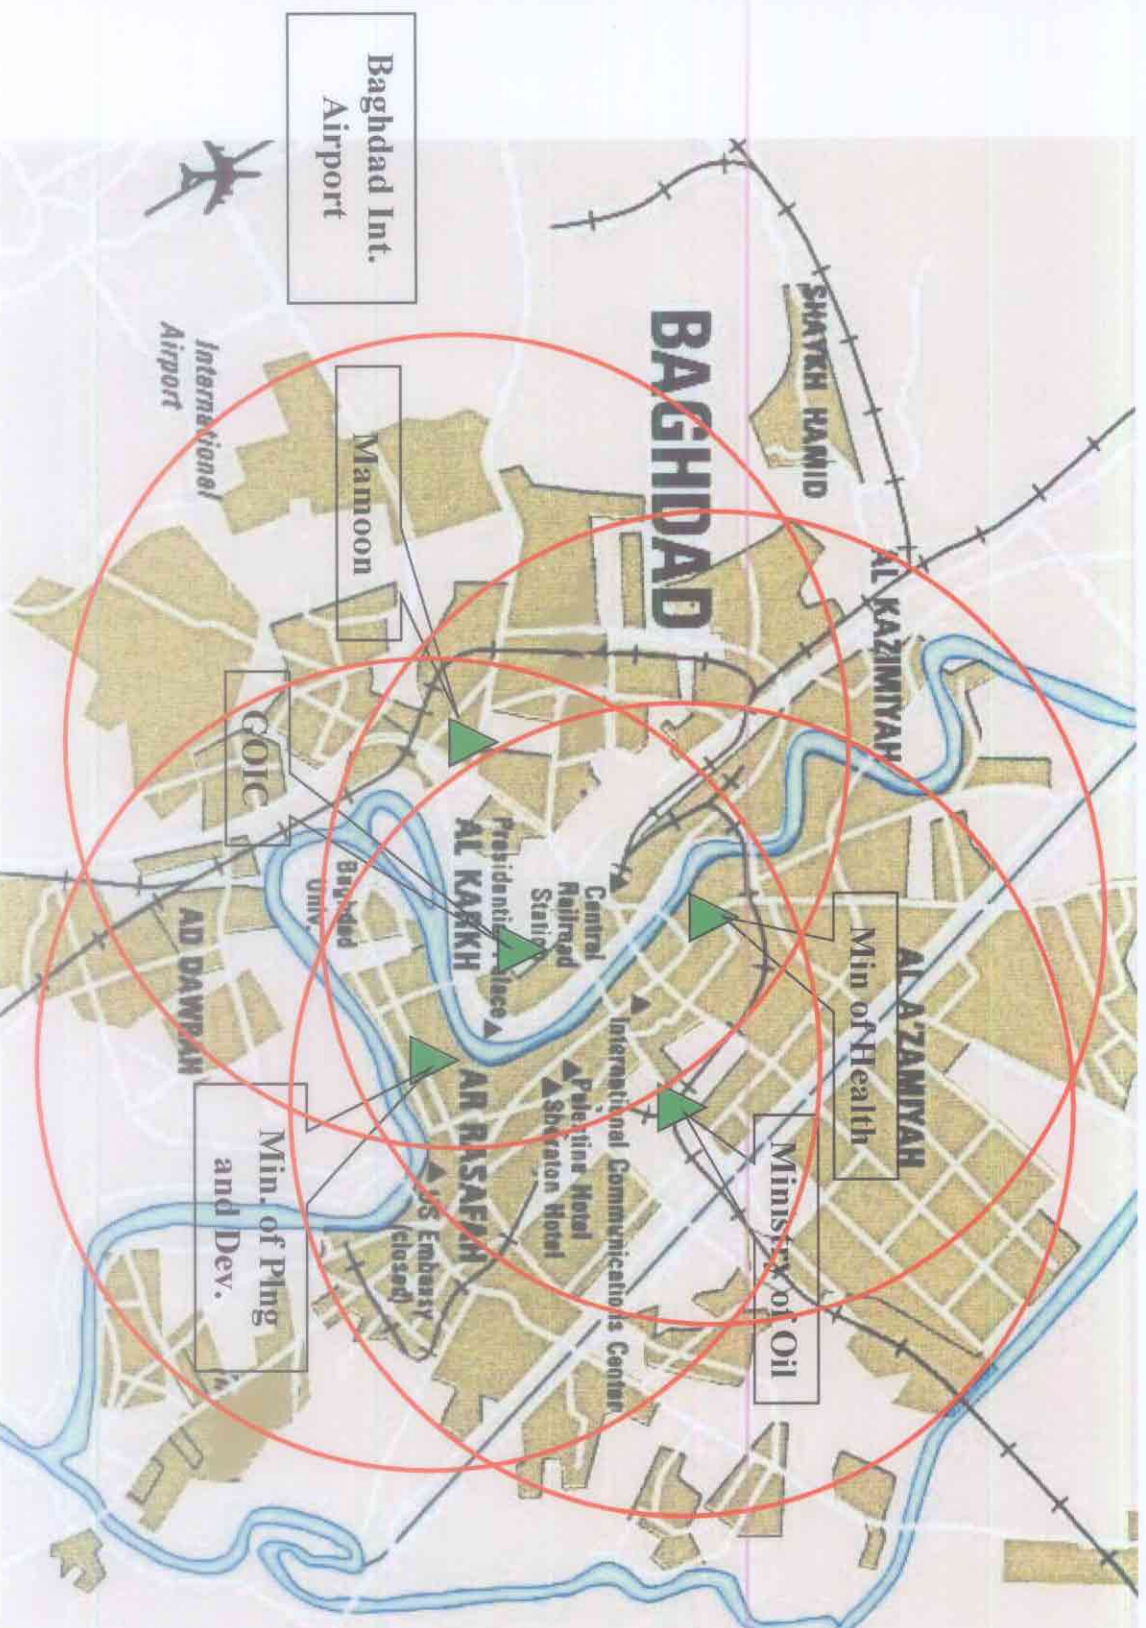 BAGHDAD
SHAYKH HAMID
AL KAZIMIYAH
AL A'ZAMIYAH
Min of Health
Ministry of Oil
International Communications Center
Central
Railroad
Station
Palestine Hotel
Sheraton Hotel
Presidential Palace
AL KARKH
AR RASAFAH
US Embassy
(closed)
Mamoon
Baghdad
Univ.
GOIC
Baghdad Int.
Airport
International
Airport
AD DAWRAH
Min. of Plng
and Dev.